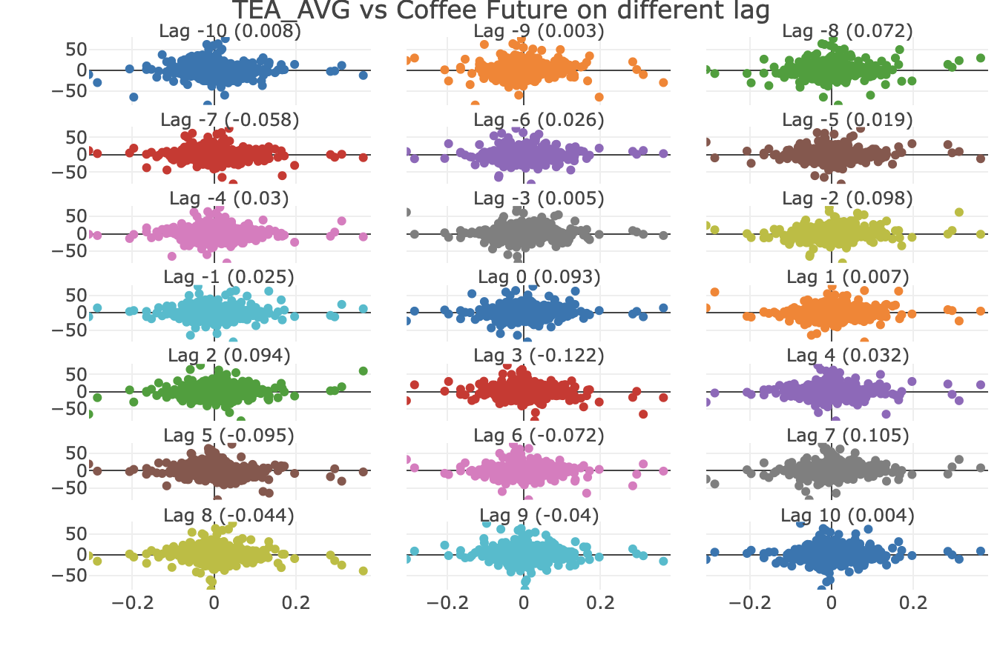 TEA_AVG vs Coffee Future on different lag
Lag -10 (0.008) Lag -9 (0.003) Lag -8 (0.072)
50
0
−50
Lag -7 (-0.058) Lag -6 (0.026) Lag -5 (0.019)
50
0
−50
Lag -4 (0.03) Lag -3 (0.005) Lag -2 (0.098)
50
0
−50
Lag -1 (0.025) Lag 0 (0.093) Lag 1 (0.007)
50
0
−50
Lag 2 (0.094) Lag 3 (-0.122) Lag 4 (0.032)
50
0
−50
Lag 5 (-0.095) Lag 6 (-0.072) Lag 7 (0.105)
50
0
−50
Lag 8 (-0.044) Lag 9 (-0.04) Lag 10 (0.004)
50
0
−50
−0.2 0 0.2 −0.2 0 0.2 −0.2 0 0.2